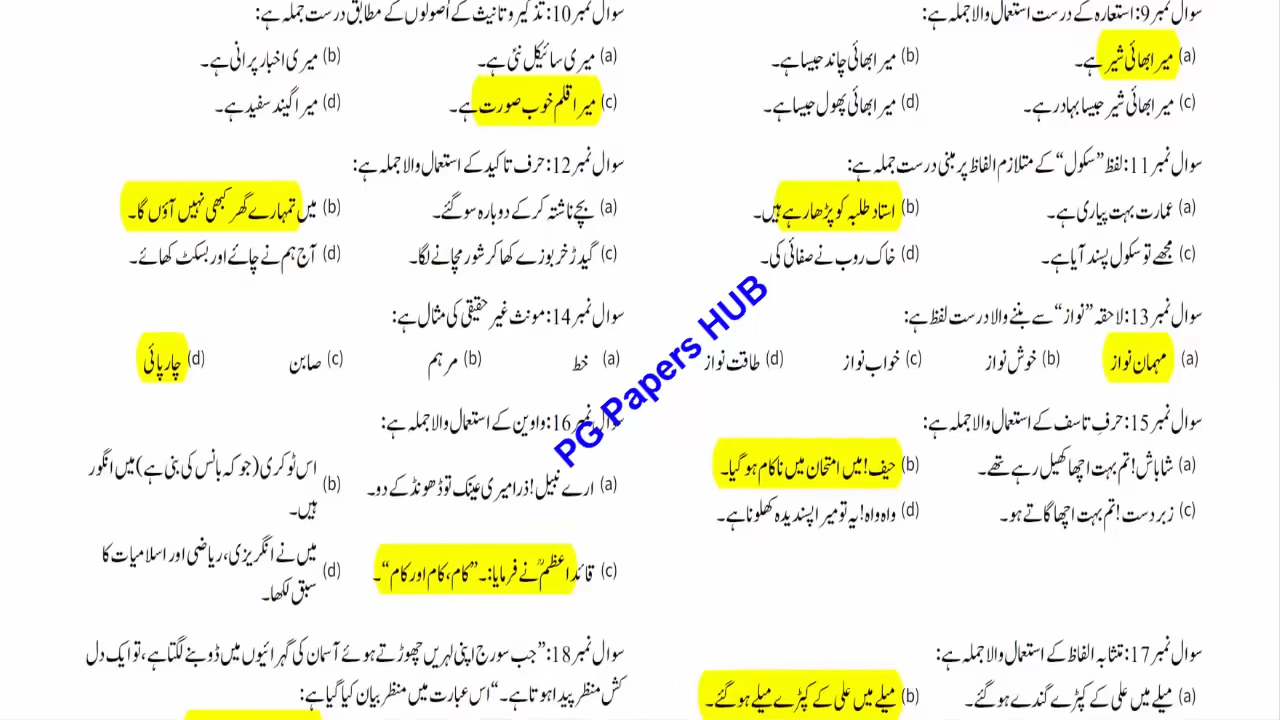 سوال نمبر 9: استعارہ کے درست استعمال والا جملہ ہے:
(a) میرا بھائی شیر ہے۔
(b) میرا بھائی چاند جیسا ہے۔
(c) میرا بھائی شیر جیسا بہادر ہے۔
(d) میرا بھائی پھول جیسا ہے۔
سوال نمبر 10: تذکیر و تانیث کے اُصولوں کے مطابق درست جملہ ہے:
(a) میری سائیکل نئی ہے۔
(b) میری اخبار پرانی ہے۔
(c) میرا قلم خوب صورت ہے۔
(d) میرا گیند سفید ہے۔
سوال نمبر 11: لفظ "سکول" کے متلازم الفاظ پر مبنی درست جملہ ہے:
(a) عمارت بہت پیاری ہے۔
(b) استاد طلبہ کو پڑھا رہے ہیں۔
(c) مجھے تو سکول پسند آیا ہے۔
(d) خاک روب نے صفائی کی۔
سوال نمبر 12: حرف تاکید کے استعمال والا جملہ ہے:
(a) بچے ناشتہ کر کے دوبارہ سو گئے۔
(b) میں تمہارے گھر کبھی نہیں آؤں گا۔
(c) گیدڑ خربوزے کھا کر شور مچانے لگا۔
(d) آج ہم نے چائے اور بسکٹ کھائے۔
سوال نمبر 13: لاحقہ "نواز" سے بننے والا درست لفظ ہے:
(a) مہمان نواز
(b) خوش نواز
(c) خواب نواز
(d) طاقت نواز
سوال نمبر 14: مونث غیر حقیقی کی مثال ہے:
(a) خط
(b) مرہم
(c) صابن
(d) چارپائی
سوال نمبر 15: حرفِ تاسف کے استعمال والا جملہ ہے:
(a) شاباش! تم بہت اچھا کھیل رہے تھے۔
(b) حیف! میں امتحان میں ناکام ہو گیا۔
(c) زبردست! تم بہت اچھا گاتے ہو۔
(d) واہ واہ! یہ تو میرا پسندیدہ کھلونا ہے۔
سوال نمبر 16: واوین کے استعمال والا جملہ ہے:
(a) ارے نبیل! ذرا میری عینک تو ڈھونڈ کے دو۔
(b) اس ٹوکری (جو کہ بانس کی بنی ہے) میں انگور
ہیں۔
(c) قائداعظمؒ نے فرمایا:۔ "کام، کام اور کام"۔
(d) میں نے انگریزی، ریاضی اور اسلامیات کا
سبق لکھا۔
سوال نمبر 17: متشابہ الفاظ کے استعمال والا جملہ ہے:
(a) میلے میں علی کے کپڑے گندے ہو گئے۔
(b) میلے میں علی کے کپڑے میلے ہو گئے۔
سوال نمبر 18: "جب سورج اپنی لہریں چھوڑتے ہوئے آسمان کی گہرائیوں میں ڈوبنے لگتا ہے، تو ایک دل
کش منظر پیدا ہوتا ہے۔" اس عبارت میں منظر بیان کیا گیا ہے:
PG Papers HUB